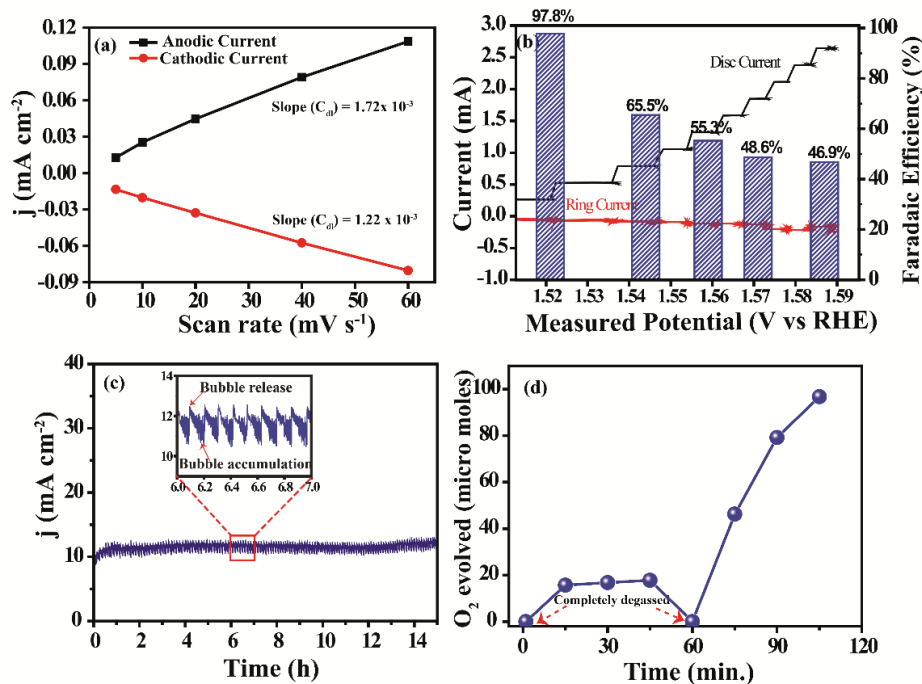 (a)
Anodic Current
Cathodic Current
Slope (Cdl) = 1.72x 10-3
Slope (Cdl) = 1.22 x 10-3
0.12
0.09
0.06
0.03
0.00
-0.03
-0.06
-0.09
j (mA cm-2)
0 10 20 30 40 50 60
Scan rate (mV s-1)
(b)
97.8%
65.5%
55.3%
48.6%
46.9%
Disc Current
Ring Current
3.0
2.5
2.0
1.5
1.0
0.5
0.0
-0.5
-1.0
Current (mA)
100
80
60
40
20
0
Faradaic Efficiency (%)
1.52 1.53 1.54 1.55 1.56 1.57 1.58 1.59
Measured Potential (V vs RHE)
(c)
40
30
20
10
0
j (mA cm-2)
14
12
10
Bubble release
Bubble accumulation
6.0 6.2 6.4 6.6 6.8 7.0
0 2 4 6 8 10 12 14
Time (h)
(d)
100
80
60
40
20
0
O2 evolved (micro moles)
Completely degassed
0 30 60 90 120
Time (min.)